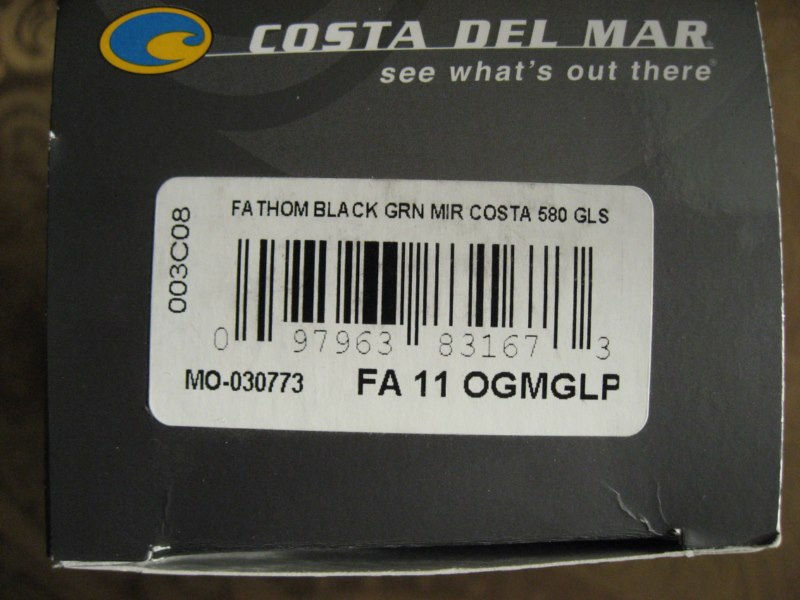 COSTA DEL MAR
see what's out there®
003C08
FATHOM BLACK GRN MIR COSTA 580 GLS
0 97963 83167 3
MO-030773 FA 11 OGMGLP